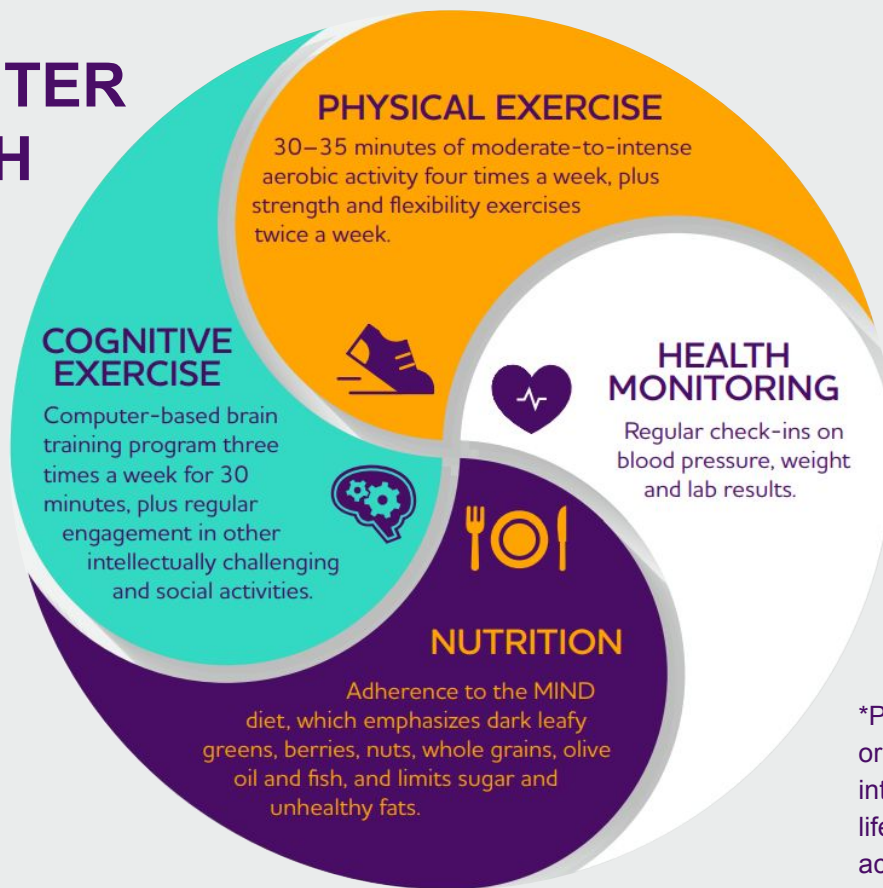 TER
H
PHYSICAL EXERCISE
30–35 minutes of moderate-to-intense
aerobic activity four times a week, plus
strength and flexibility exercises
twice a week.
COGNITIVE
EXERCISE
Computer-based brain
training program three
times a week for 30
minutes, plus regular
engagement in other
intellectually challenging
and social activities.
HEALTH
MONITORING
Regular check-ins on
blood pressure, weight
and lab results.
NUTRITION
Adherence to the MIND
diet, which emphasizes dark leafy
greens, berries, nuts, whole grains, olive
oil and fish, and limits sugar and
unhealthy fats.
*P
or
int
life
ac